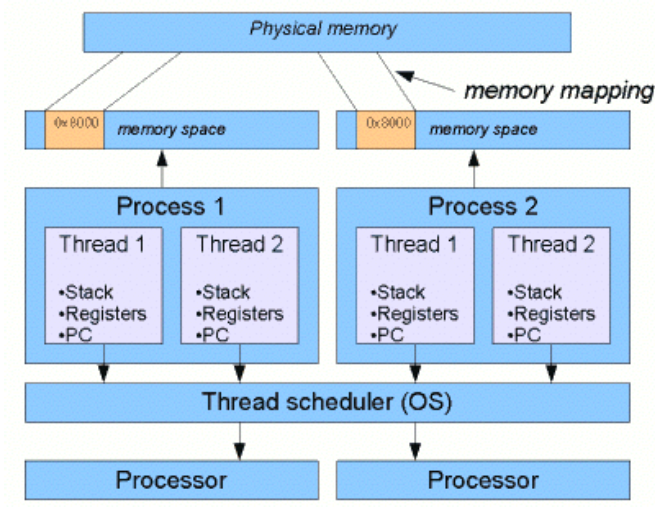 Physical memory
memory mapping
0x8000 memory space
0x8000 memory space
Process 1
Process 2
Thread 1
Thread 2
Thread 1
Thread 2
•Stack
•Registers
•PC
•Stack
•Registers
•PC
•Stack
•Registers
•PC
•Stack
•Registers
•PC
Thread scheduler (OS)
Processor
Processor